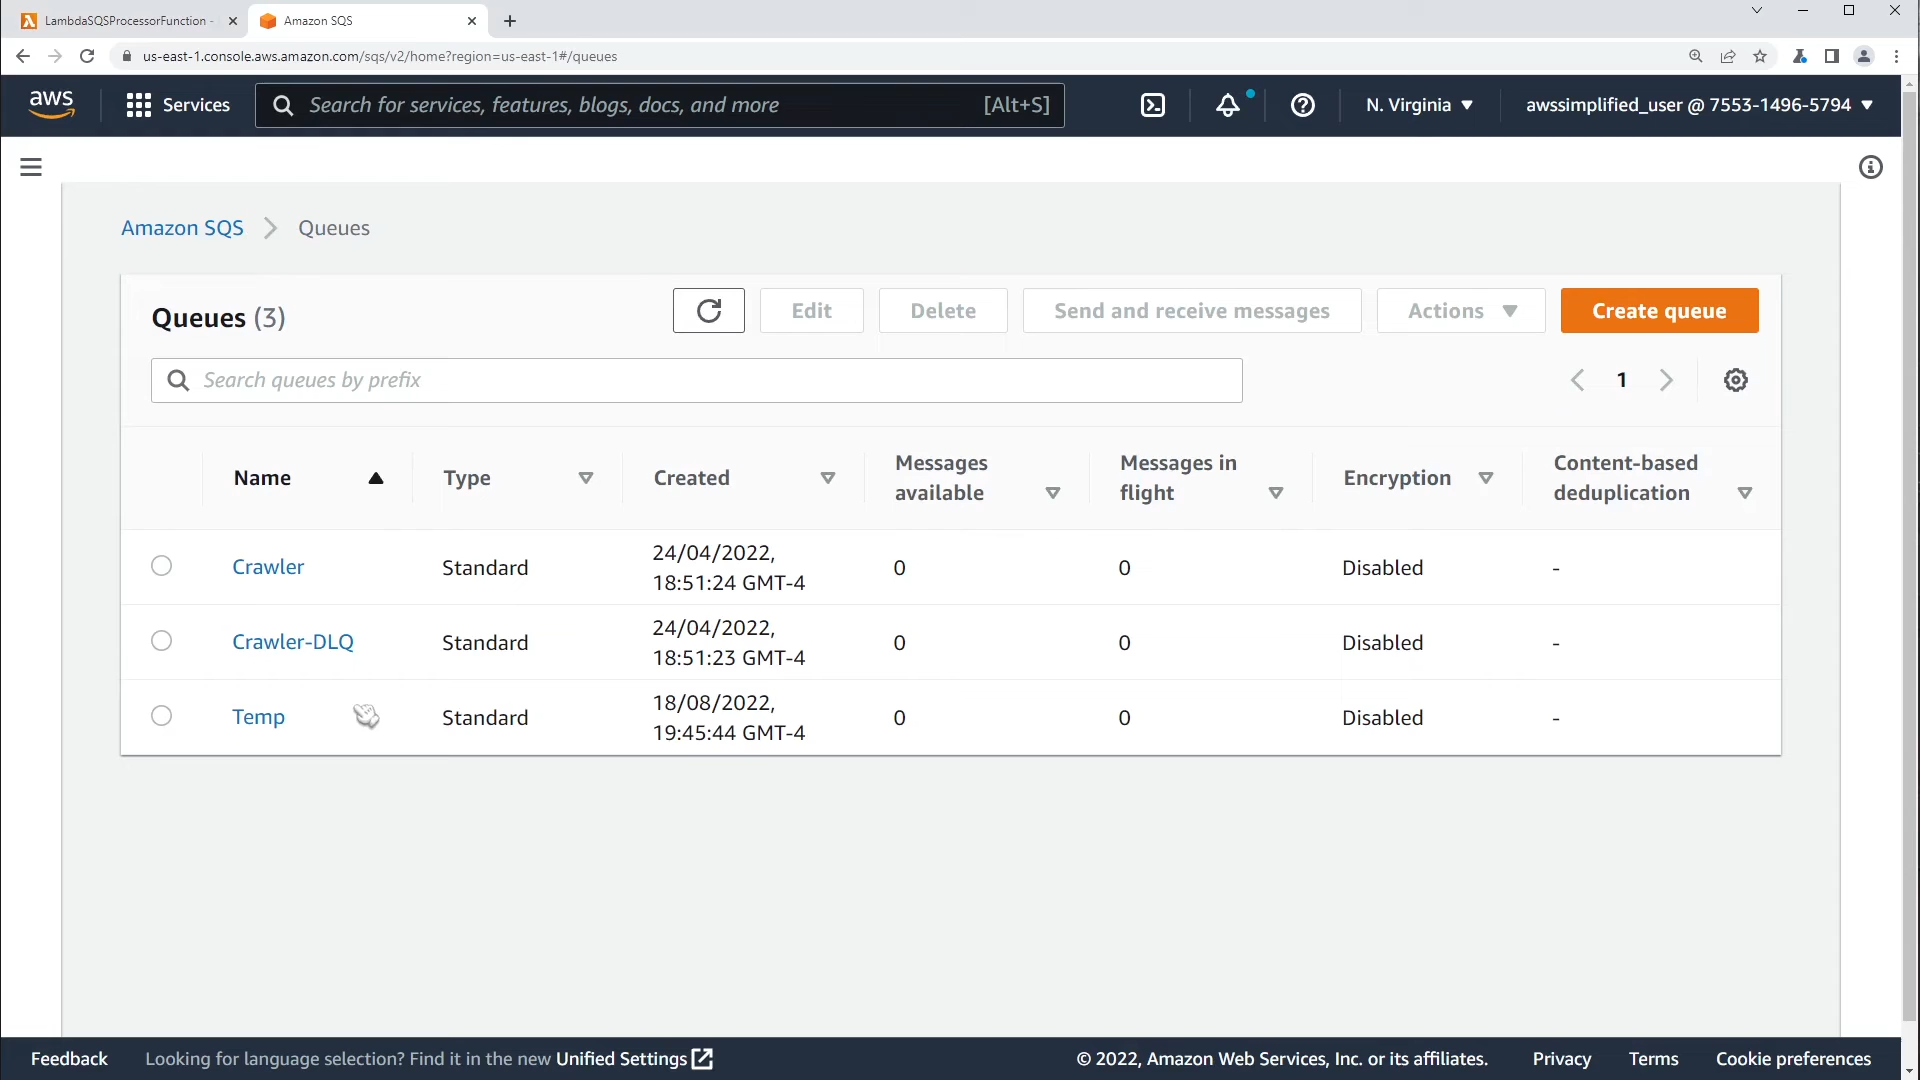 LambdaSQSProcessorFunction -
Amazon SQS
us-east-1.console.aws.amazon.com/sqs/v2/home?region=us-east-1#/queues
aws
Services
Search for services, features, blogs, docs, and more
[Alt+S]
N. Virginia
awssimplified_user @ 7553-1496-5794
Amazon SQS
Queues
Queues (3)
Edit
Delete
Send and receive messages
Actions
Create queue
Search queues by prefix
1
Name
Type
Created
Messages
available
Messages in
flight
Encryption
Content-based
deduplication
Crawler
Standard
24/04/2022,
18:51:24 GMT-4
0
0
Disabled
-
Crawler-DLQ
Standard
24/04/2022,
18:51:23 GMT-4
0
0
Disabled
-
Temp
Standard
18/08/2022,
19:45:44 GMT-4
0
0
Disabled
-
Feedback
Looking for language selection? Find it in the new Unified Settings
© 2022, Amazon Web Services, Inc. or its affiliates.
Privacy
Terms
Cookie preferences